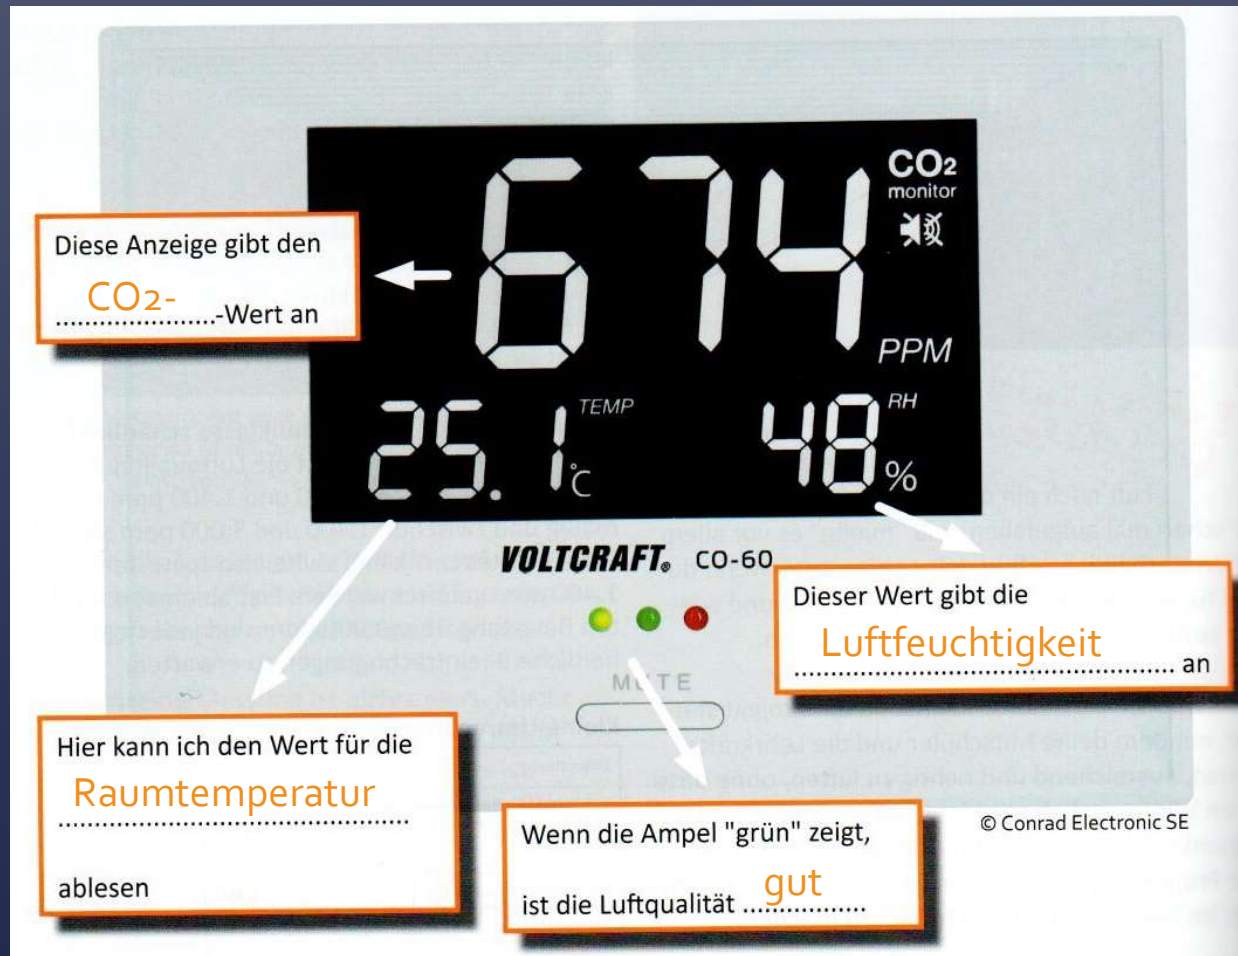 674
CO2
monitor
PPM
Diese Anzeige gibt den
CO2-
......................-Wert an
25.1 °C TEMP
48 % RH
VOLTCRAFT® CO-60
MUTE
Dieser Wert gibt die
Luftfeuchtigkeit
..................................................... an
Hier kann ich den Wert für die
Raumtemperatur
.................................................
ablesen
Wenn die Ampel "grün" zeigt,
gut
ist die Luftqualität .................
© Conrad Electronic SE